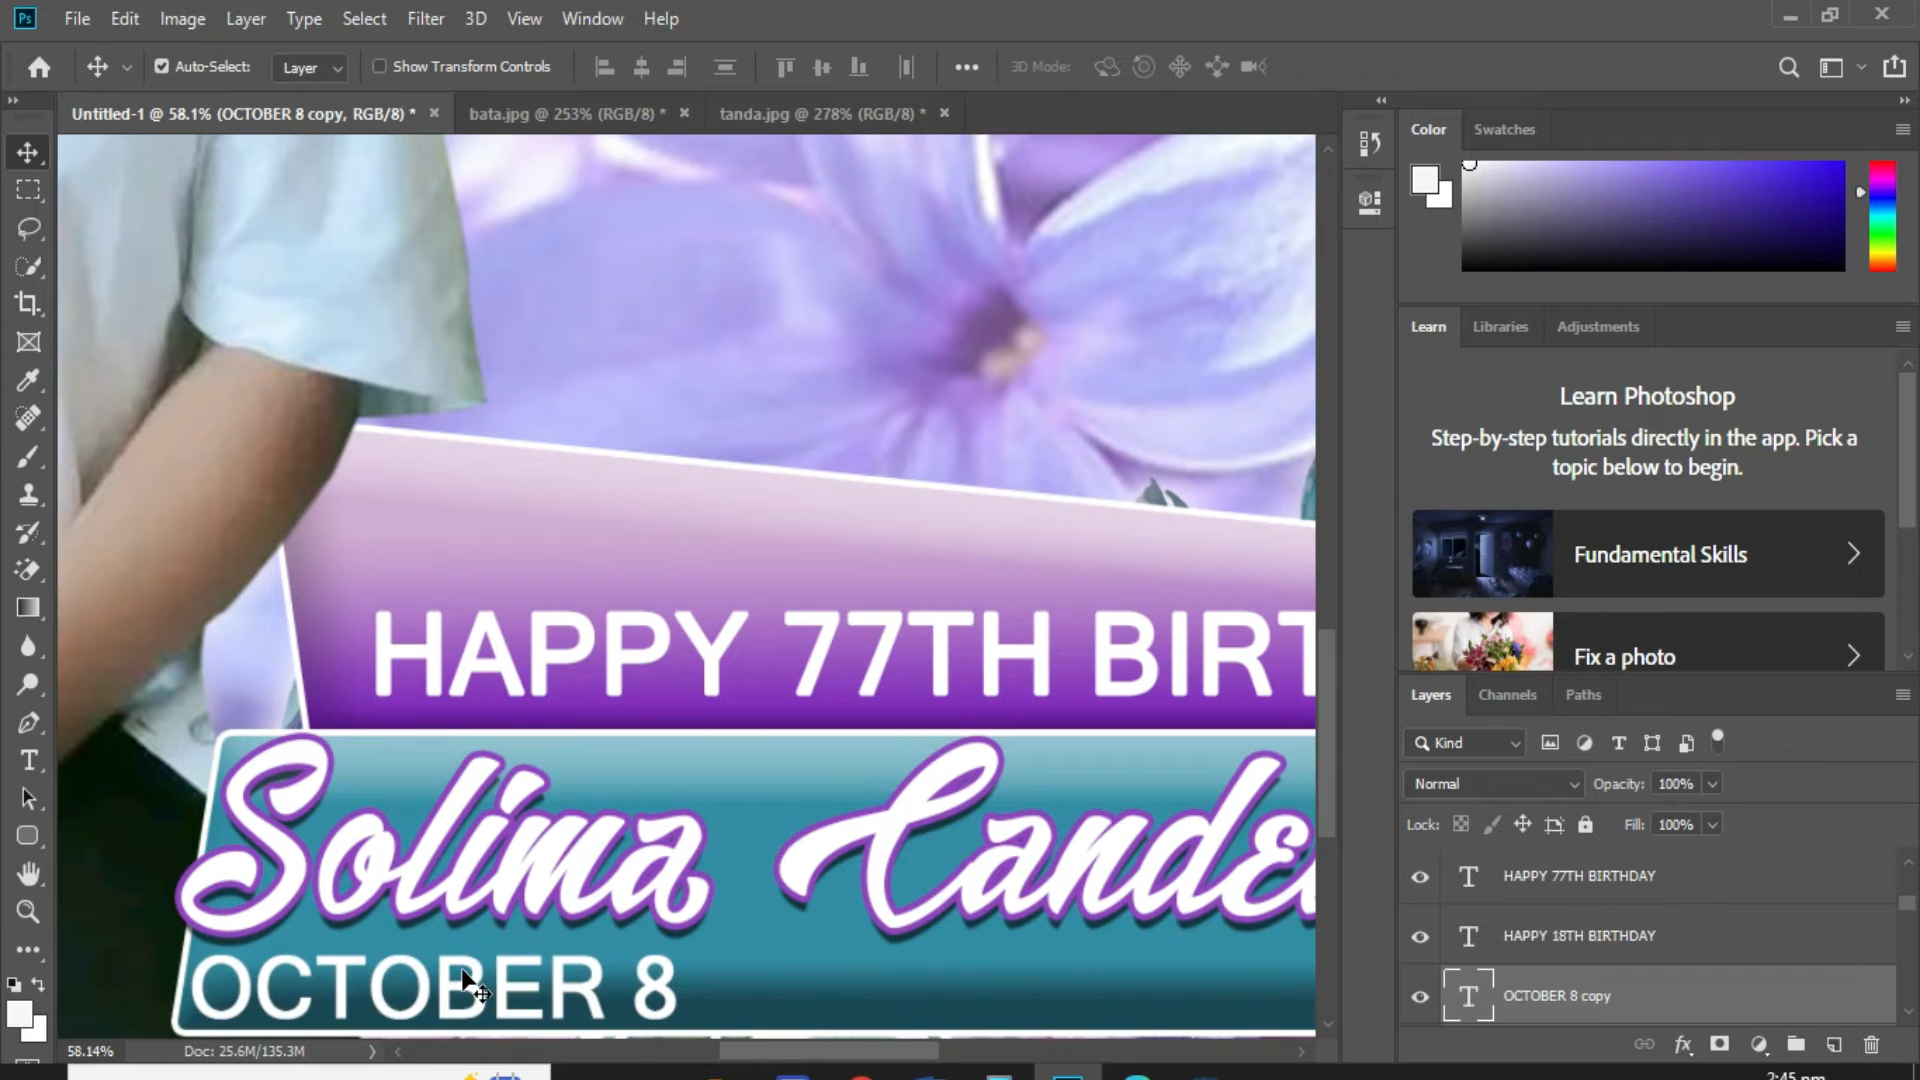 Ps File Edit Image Layer Type Select Filter 3D View Window Help
Auto-Select: Layer Show Transform Controls 3D Mode:
Untitled-1 @ 58.1% (OCTOBER 8 copy, RGB/8) * bata.jpg @ 253% (RGB/8) * tanda.jpg @ 278% (RGB/8) *
Color Swatches
Learn Libraries Adjustments
Learn Photoshop
Step-by-step tutorials directly in the app. Pick a
topic below to begin.
Fundamental Skills
Fix a photo
HAPPY 77TH BIRT
Solima Cande
OCTOBER 8
Layers Channels Paths
Kind
Normal Opacity: 100%
Lock: Fill: 100%
HAPPY 77TH BIRTHDAY
HAPPY 18TH BIRTHDAY
OCTOBER 8 copy
fx
58.14% Doc: 25.6M/135.3M
2:45 pm